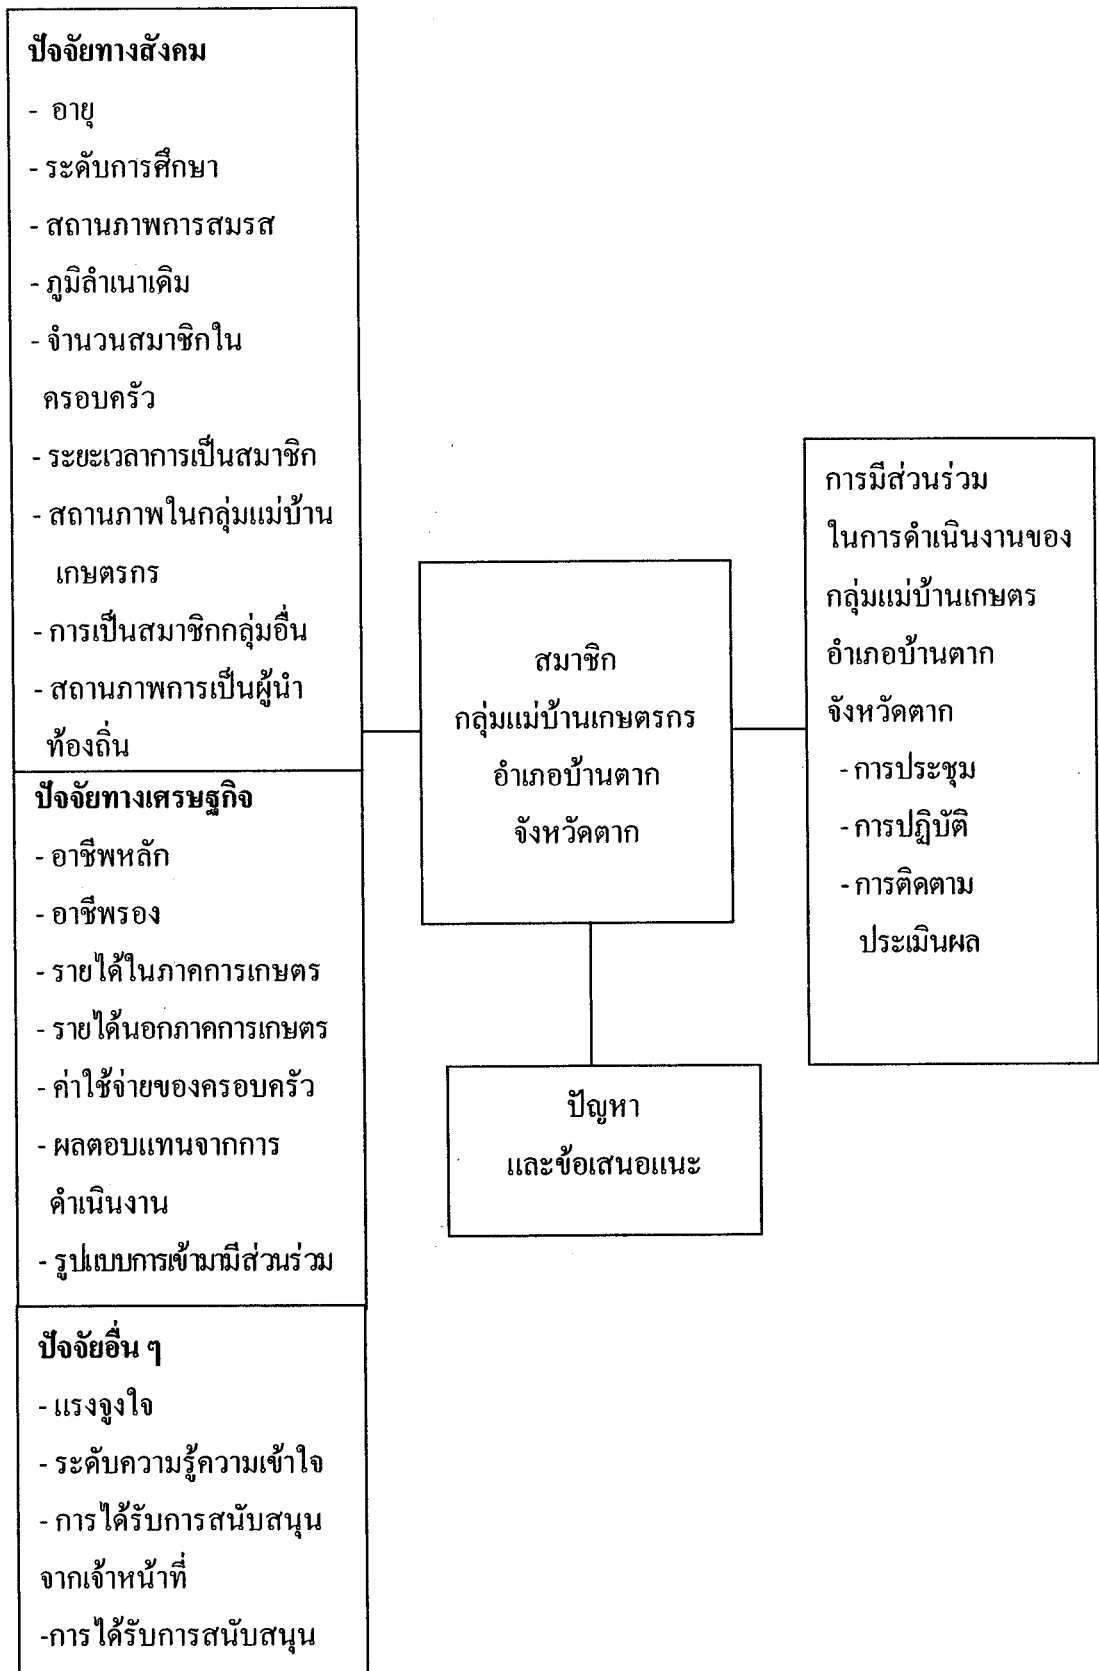 ปัจจัยทางสังคม
- อายุ
- ระดับการศึกษา
- สถานภาพการสมรส
- ภูมิลำเนาเดิม
- จำนวนสมาชิกใน
ครอบครัว
- ระยะเวลาการเป็นสมาชิก
- สถานภาพในกลุ่มแม่บ้าน
เกษตรกร
- การเป็นสมาชิกกลุ่มอื่น
- สถานภาพการเป็นผู้นำ
ท้องถิ่น
ปัจจัยทางเศรษฐกิจ
- อาชีพหลัก
- อาชีพรอง
- รายได้ในภาคการเกษตร
- รายได้นอกภาคการเกษตร
- ค่าใช้จ่ายของครอบครัว
- ผลตอบแทนจากการ
ดำเนินงาน
- รูปแบบการเข้ามามีส่วนร่วม
ปัจจัยอื่น ๆ
- แรงจูงใจ
- ระดับความรู้ความเข้าใจ
- การได้รับการสนับสนุน
จากเจ้าหน้าที่
-การได้รับการสนับสนุน
สมาชิก
กลุ่มแม่บ้านเกษตรกร
อำเภอบ้านตาก
จังหวัดตาก
ปัญหา
และข้อเสนอแนะ
การมีส่วนร่วม
ในการดำเนินงานของ
กลุ่มแม่บ้านเกษตร
อำเภอบ้านตาก
จังหวัดตาก
- การประชุม
- การปฏิบัติ
- การติดตาม
ประเมินผล